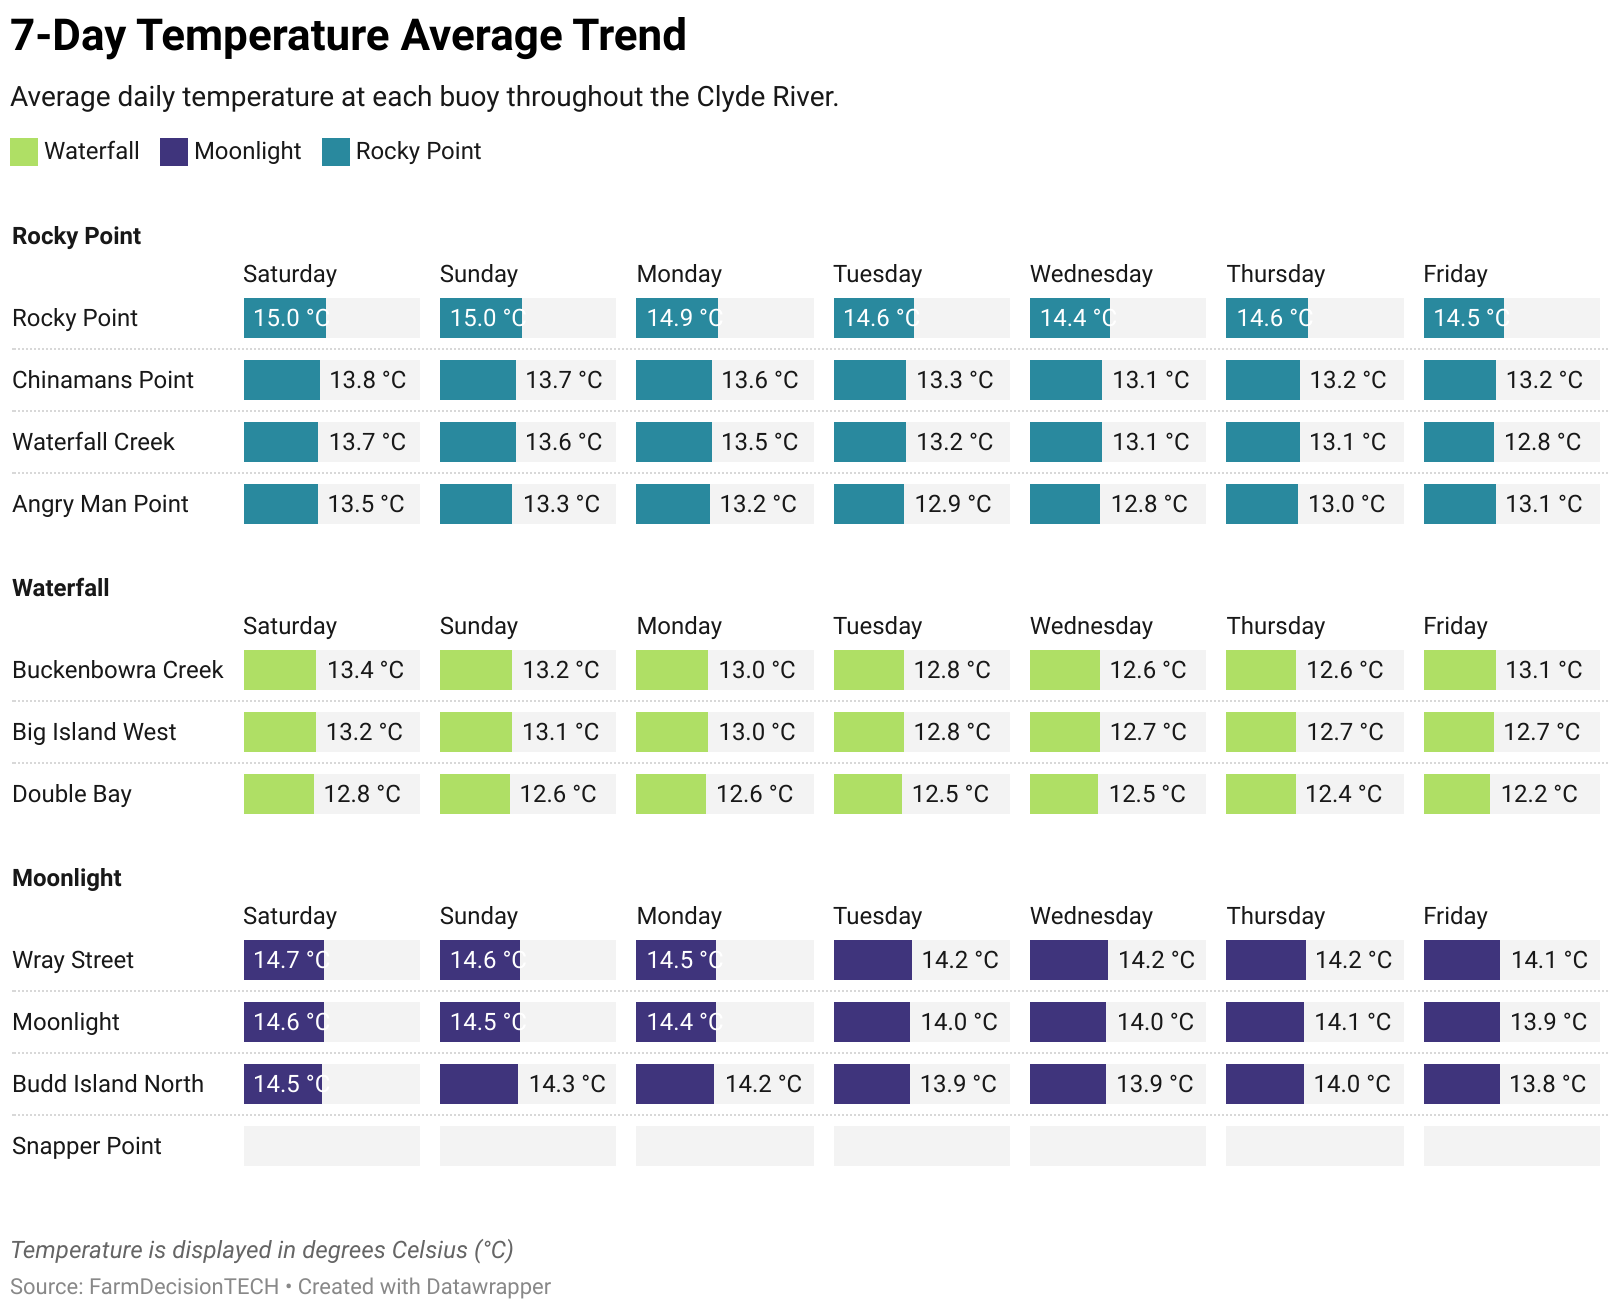 7-Day Temperature Average Trend
Average daily temperature at each buoy throughout the Clyde River.
Waterfall Moonlight Rocky Point
Rocky Point
Saturday Sunday Monday Tuesday Wednesday Thursday Friday
Rocky Point 15.0 °C 15.0 °C 14.9 °C 14.6 °C 14.4 °C 14.6 °C 14.5 °C
Chinamans Point 13.8 °C 13.7 °C 13.6 °C 13.3 °C 13.1 °C 13.2 °C 13.2 °C
Waterfall Creek 13.7 °C 13.6 °C 13.5 °C 13.2 °C 13.1 °C 13.1 °C 12.8 °C
Angry Man Point 13.5 °C 13.3 °C 13.2 °C 12.9 °C 12.8 °C 13.0 °C 13.1 °C
Waterfall
Saturday Sunday Monday Tuesday Wednesday Thursday Friday
Buckenbowra Creek 13.4 °C 13.2 °C 13.0 °C 12.8 °C 12.6 °C 12.6 °C 13.1 °C
Big Island West 13.2 °C 13.1 °C 13.0 °C 12.8 °C 12.7 °C 12.7 °C 12.7 °C
Double Bay 12.8 °C 12.6 °C 12.6 °C 12.5 °C 12.5 °C 12.4 °C 12.2 °C
Moonlight
Saturday Sunday Monday Tuesday Wednesday Thursday Friday
Wray Street 14.7 °C 14.6 °C 14.5 °C 14.2 °C 14.2 °C 14.2 °C 14.1 °C
Moonlight 14.6 °C 14.5 °C 14.4 °C 14.0 °C 14.0 °C 14.1 °C 13.9 °C
Budd Island North 14.5 °C 14.3 °C 14.2 °C 13.9 °C 13.9 °C 14.0 °C 13.8 °C
Snapper Point
Temperature is displayed in degrees Celsius (°C)
Source: FarmDecisionTECH • Created with Datawrapper